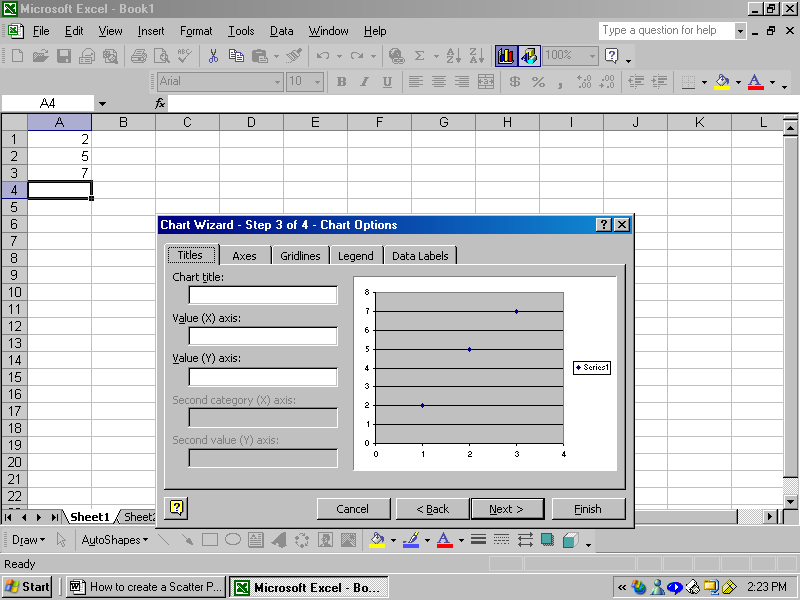 Microsoft Excel - Book1
File Edit View Insert Format Tools Data Window Help Type a question for help
100%
Arial 10 B I U $ % ,
A4 fx
A B C D E F G H I J K L
1 2
2 5
3 7
4
5
6
7
8
9
10
11
12
13
14
15
16
17
18
19
20
21
22
Chart Wizard - Step 3 of 4 - Chart Options
Titles Axes Gridlines Legend Data Labels
Chart title:
Value (X) axis:
Value (Y) axis:
Second category (X) axis:
Second value (Y) axis:
8
7
6
5
4
3
2
1
0
0 1 2 3 4
Series1
Cancel < Back Next > Finish
Sheet1 Sheet2
Draw AutoShapes A
Ready
Start How to create a Scatter P... Microsoft Excel - Bo... « 2:23 PM